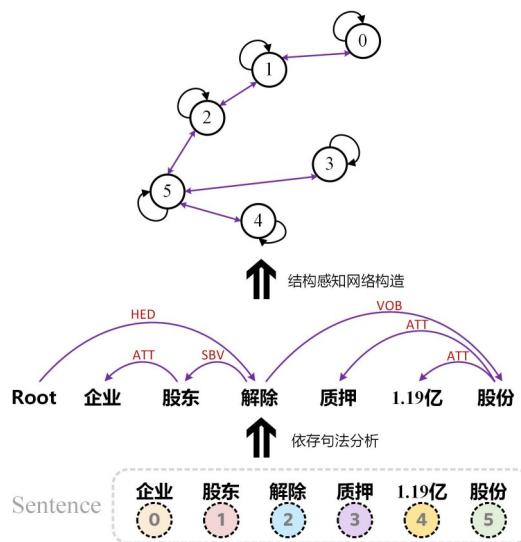 0
1
2
3
5
4
结构感知网络构造
HED
VOB
ATT
ATT
SBV
ATT
Root 企业 股东 解除 质押 1.19亿 股份
依存句法分析
企业 股东 解除 质押 1.19亿 股份
Sentence
0 1 2 3 4 5